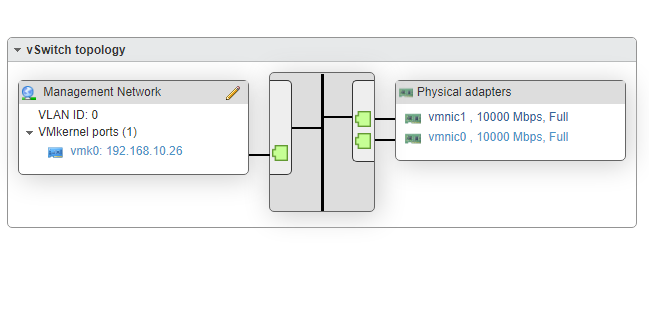 vSwitch topology
Management Network
VLAN ID: 0
VMkernel ports (1)
vmk0: 192.168.10.26
Physical adapters
vmnic1 , 10000 Mbps, Full
vmnic0 , 10000 Mbps, Full